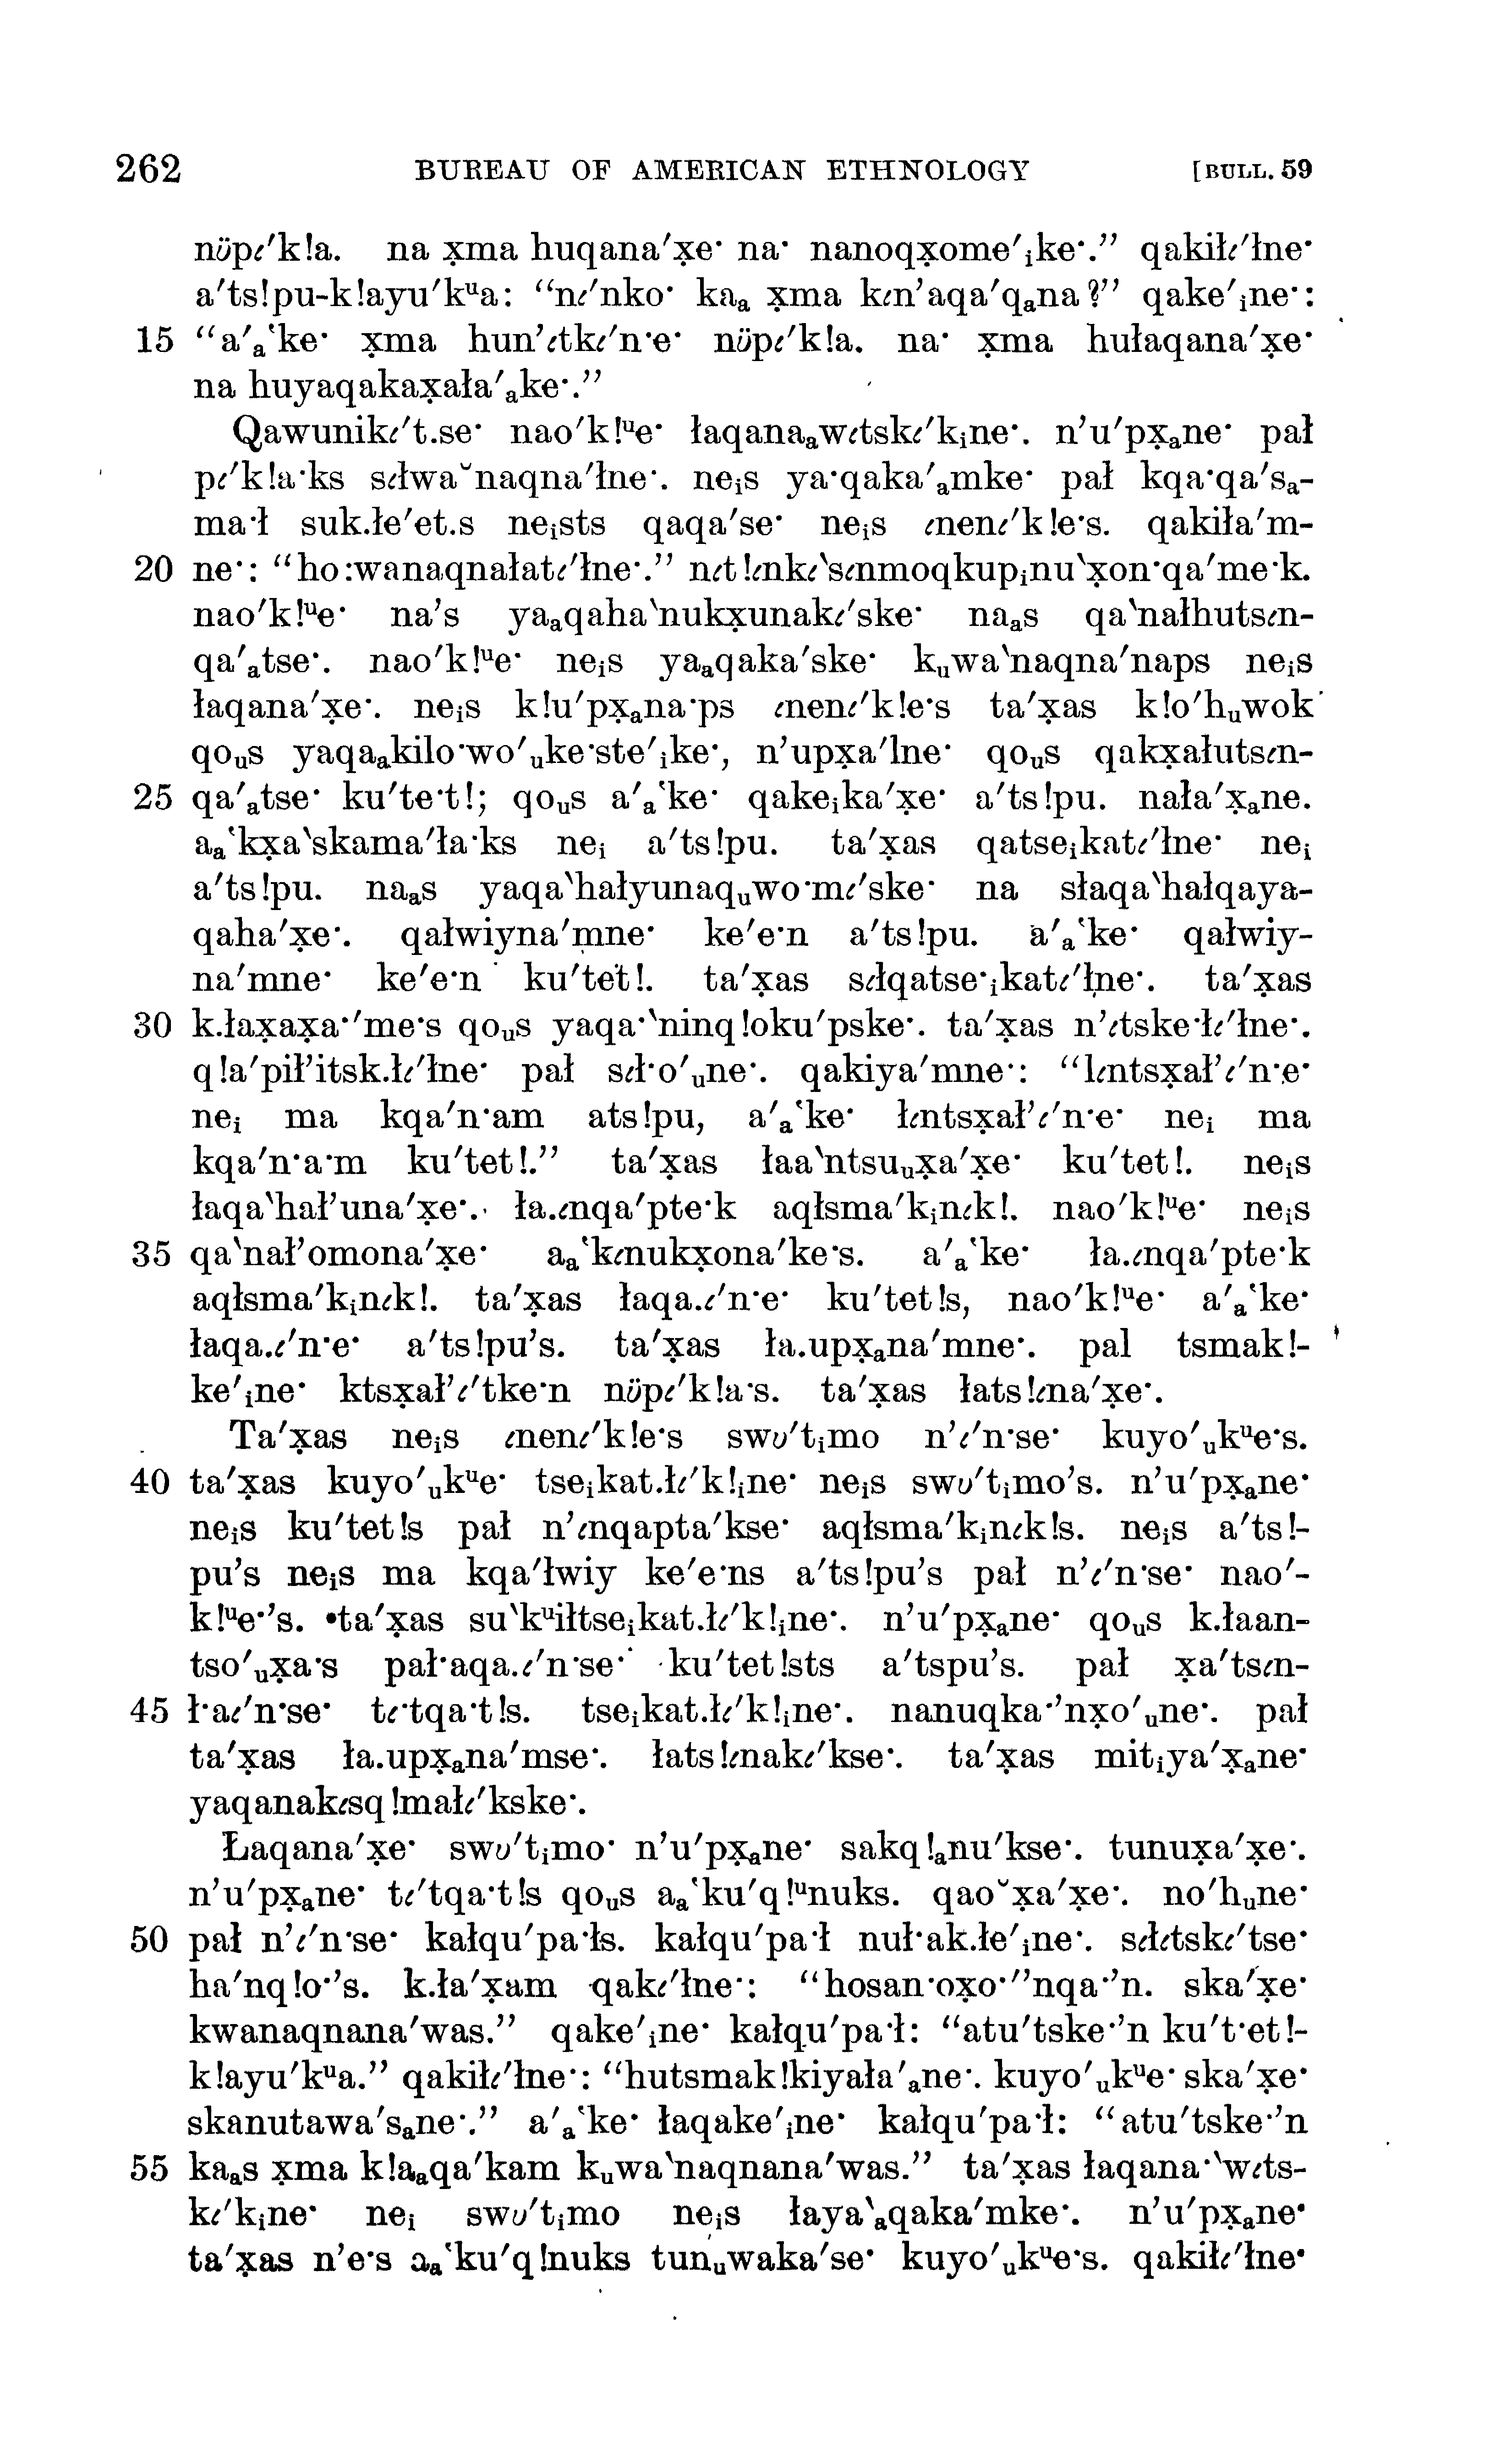 262 BUREAU OF AMERICAN ETHNOLOGY [BULL. 59
nʋ̈pɩ′k!a. na x̣ma huqana′x̣e· na· nanoqx̣ome′ᵢke·.” qakiłɩ′łne·
a′ts!pu-k!ayu′kᵘa: “nɩ′nko· kaₐ x̣ma kɩn’aqa′qₐna?” qake′ᵢne·:
15 “a′ₐ‛ke· x̣ma hun’ɩtkɩ′n·e· nʋ̈pɩ′k!a. na· x̣ma hułaqana′x̣e·
na huyaqakax̣ała′ₐke·.”
Qawunikɩ′t.se· nao′k!ᵘe· łaqanaₐwɩtskɩ′kᵢne·. n’u′px̣ₐne· pał
pɩ′k!a·ks sɩłwa˘naqna′łne·. neᵢs ya·qaka′ₐmke· pał kqa·qa′sₐ-
ma·ł suk.łe′et.s neᵢsts qaqa′se· neᵢs ɩnenɩ′k!e·s. qakiła′m-
20 ne·: “ho:wanaqnałatɩ′łne·.” nɩt!ɩnkɩ‵sɩnmoqkupᵢnu‵x̣on·qa′me·k.
nao′k!ᵘe· na′s yaₐqaha‵nukx̣unakɩ′ske· naₐs qa‵nałhutsɩn-
qa′ₐtse·. nao′k!ᵘe· neᵢs yaₐqaka′ske· kᵤwa‵naqna′naps neᵢs
łaqana′x̣e·. neᵢs k!u′px̣ₐna·ps ɩnenɩ′k!e·s ta′x̣as k!o′hᵤwok
qoᵤs yaqaₐkilo·wo′ᵤke·ste′ᵢke·, n’upx̣a′lne· qoᵤs qakx̣ałutsɩn-
25 qa′ₐtse· ku′te·t!; qoᵤs a′ₐ‛ke· qakeᵢka′x̣e· a′ts!pu. nała′x̣ₐne.
aₐ‛kx̣a‵skama′ła·ks neᵢ a′ts!pu. ta′x̣as qatseᵢkatɩ′łne· neᵢ
a′ts!pu. naₐs yaqa‵hałyunaqᵤwo·mɩ′ske· na słaqa‵hałqaya-
qaha′x̣e·. qałwiyna′mne· ke′e·n a′ts!pu. a′ₐ‛ke· qałwiy-
na′mne· ke′e·n ku′tet!. ta′x̣as sɩłqatse·ᵢkatɩ′łne·. ta′x̣as
30 k.łax̣ax̣a·′me·s qoᵤs yaqa·‵ninq!oku′pske·. ta′x̣as n’ɩtske·łɩ′łne·.
q!a′pił’itsk.łɩ′łne· pał sɩł·o′ᵤne·. qakiya′mne·: “łɩntsx̣ał’ɩ′n·e·
neᵢ ma kqa′n·am ats!pu, a′ₐ‛ke· łɩntsx̣ał’ɩ′n·e· neᵢ ma
kqa′n·a·m ku′tet!.” ta′x̣as łaa‵ntsuᵤx̣a′x̣e· ku′tet!. neᵢs
łaqa‵hał’una′x̣e·. ła.ɩnqa′pte·k aqłsma′kᵢnɩk!. nao′k!ᵘe· neᵢs
35 qa‵nał’omona′x̣e· aₐ‛kɩnukx̣ona′ke·s. a′ₐ‛ke· ła.ɩnqa′pte·k
aqłsma′kᵢnɩk!. ta′x̣as łaqa.ɩ′n·e· ku′tet!s, nao′k!ᵘe· a′ₐ‛ke·
łaqa.ɩ′n·e· a′ts!pu’s. ta′x̣as ła.upx̣ₐna′mne·. pal tsmak!-
ke′ᵢne· ktsx̣ał’ɩ′tke·n nʋ̈pɩ′k!a·s. ta′x̣as łats!ɩna′x̣e·.
Ta′x̣as neᵢs ɩnenɩ′k!e·s swʋ′tᵢmo n’ɩ′n·se· kuyo′ᵤkᵘe·s.
40 ta′x̣as kuyo′ᵤkᵘe· tseᵢkat.łɩ′k!ᵢne· neᵢs swʋ′tᵢmo’s. n’u′px̣ₐne·
neᵢs ku′tet!s pał n’ɩnqapta′kse· aqłsma′kᵢnɩk!s. neᵢs a′ts!-
pu’s neᵢs ma kqa′łwiy ke′e·ns a′ts!pu’s pał n’ɩ′n·se· nao′-
k!ᵘe·’s. ta′x̣as su‵kᵘiłtseᵢkat.łɩ′k!ᵢne·. n’u′px̣ₐne· qoᵤs k.łaan-
tso′ᵤx̣a·s pał·aqa.ɩ′n·se· ku′tet!sts a′tspu’s. pał x̣a′tsɩn-
45 ł·aɩ′n·se· tɩ·tqa·t!s. tseᵢkat.łɩ′k!ᵢne·. nanuqka·’nx̣o′ᵤne·. pał
ta′x̣as ła.upx̣ₐna′mse·. łats!ɩnakɩ′kse·. ta′x̣as mitᵢya′x̣ₐne·
yaqanakɩsq!małɩ′kske·.
Łaqana′x̣e· swʋ′tᵢmo· n’u′px̣ₐne· sakq!ₐnu′kse·. tunux̣a′x̣e·.
n’u′px̣ₐne· tɩ′tqa·t!s qoᵤs aₐ‛ku′q!ᵘnuks. qao˘x̣a′x̣e·. no′hᵤne·
50 pał n’ɩ′n·se· kałqu′pa·łs. kałqu′pa·ł nuł·ak.łe′ᵢne·. sɩłɩtskɩ′tse·
ha′nq!o·’s. k.ła′x̣am qakɩ′łne·: “hosan·ox̣o·″nqa·’n. ska′x̣e·
kwanaqnana′was.” qake′ᵢne· kałqu′pa·ł: “atu′tske·’n ku′t·et!-
k!ayu′kᵘa.” qakiłɩ′łne·: “hutsmak!kiyała′ₐne·. kuyo′ᵤkᵘe· ska′x̣e·
skanutawa′sₐne·.” a′ₐ‛ke· łaqake′ᵢne· kałqu′pa·ł: “atu′tske·’n
55 kaₐs x̣ma k!aₐqa′kam kᵤwa‵naqnana′was.” ta′x̣as łaqana·‵wɩts-
kɩ′kᵢne· neᵢ swʋ′tᵢmo neᵢs łaya‵ₐqaka′mke·. n’u′px̣ₐne·
ta′x̣as n’e·s aₐ‛ku′q!nuks tunᵤwaka′se· kuyo′ᵤkᵘe·s. qakiłɩ′łne·